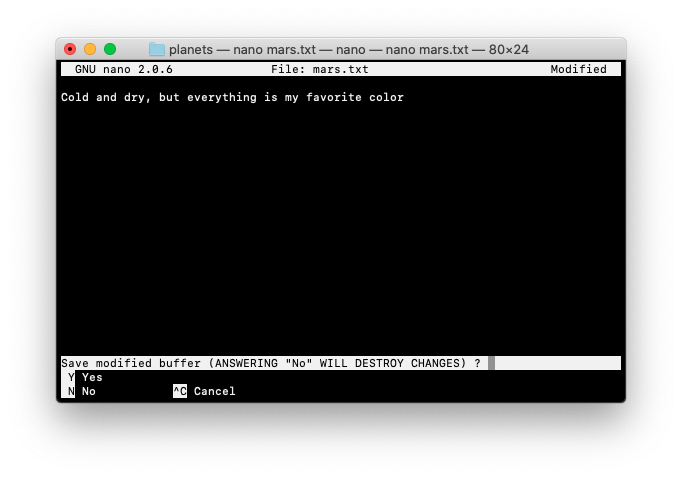 planets — nano mars.txt — nano — nano mars.txt — 80×24
GNU nano 2.0.6 File: mars.txt Modified
Cold and dry, but everything is my favorite color
Save modified buffer (ANSWERING "No" WILL DESTROY CHANGES) ?
Y Yes
N No ^C Cancel